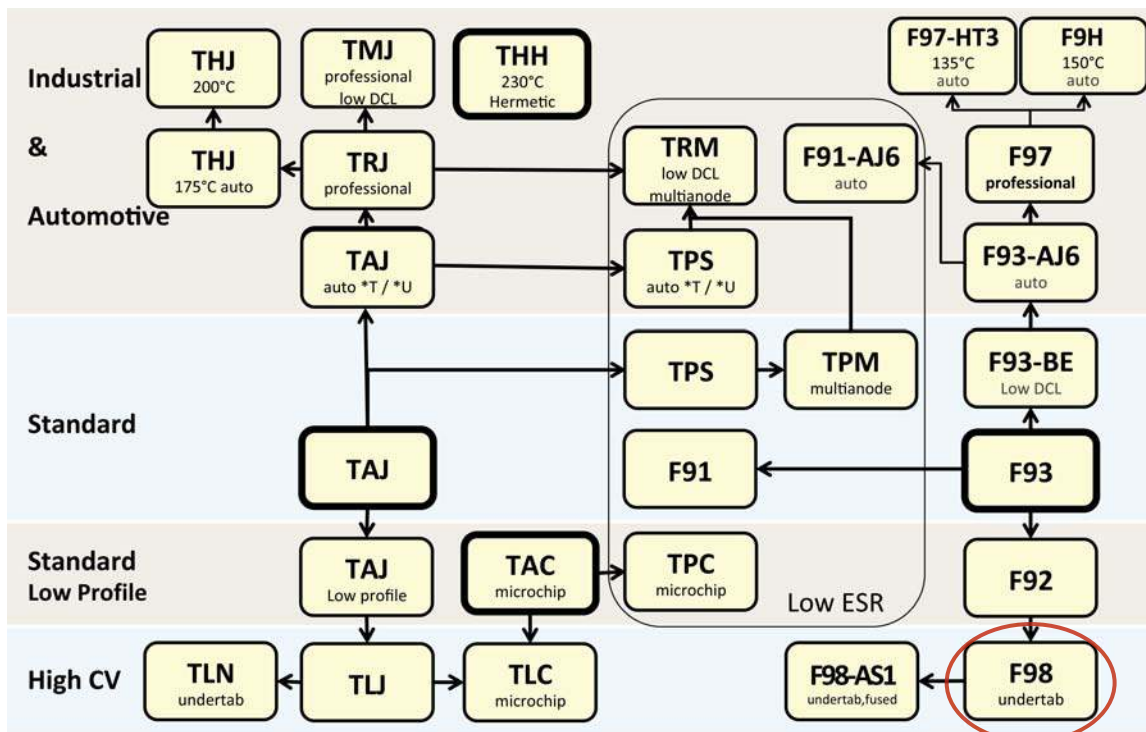 Industrial
&
Automotive
THJ
200°C
TMJ
professional
low DCL
THH
230°C
Hermetic
F97-HT3
135°C
auto
F9H
150°C
auto
THJ
175°C auto
TRJ
professional
TRM
low DCL
multianode
F91-AJ6
auto
F97
professional
TAJ
auto *T / *U
TPS
auto *T / *U
F93-AJ6
auto
Standard
TPS
TPM
multianode
F93-BE
Low DCL
TAJ
F91
F93
Standard
Low Profile
TAJ
Low profile
TAC
microchip
TPC
microchip
Low ESR
F92
High CV
TLN
undertab
TLJ
TLC
microchip
F98-AS1
undertab,fused
F98
undertab